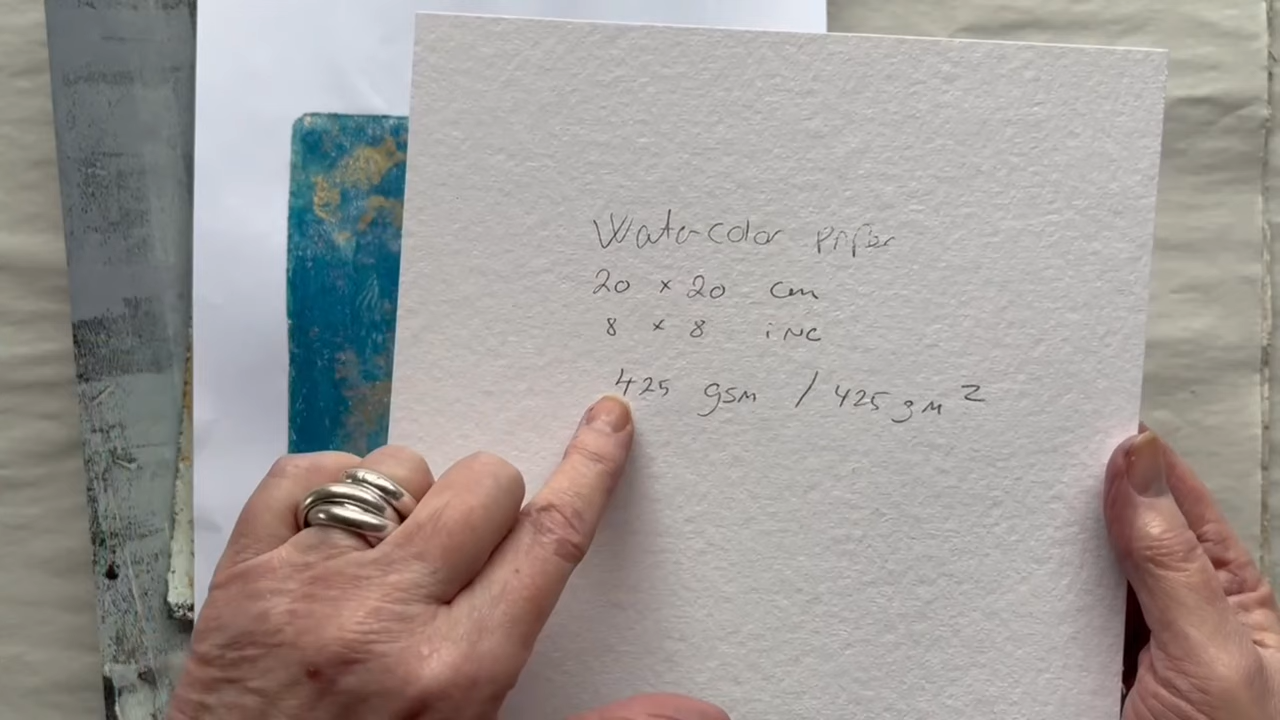 Watercolor paper
20 x 20 cm
8 x 8 inc
425 gsm / 425 gm²